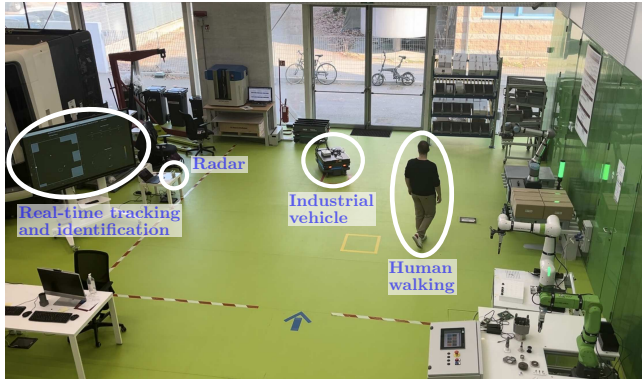 Radar
Real-time tracking
and identification
Industrial
vehicle
Human
walking